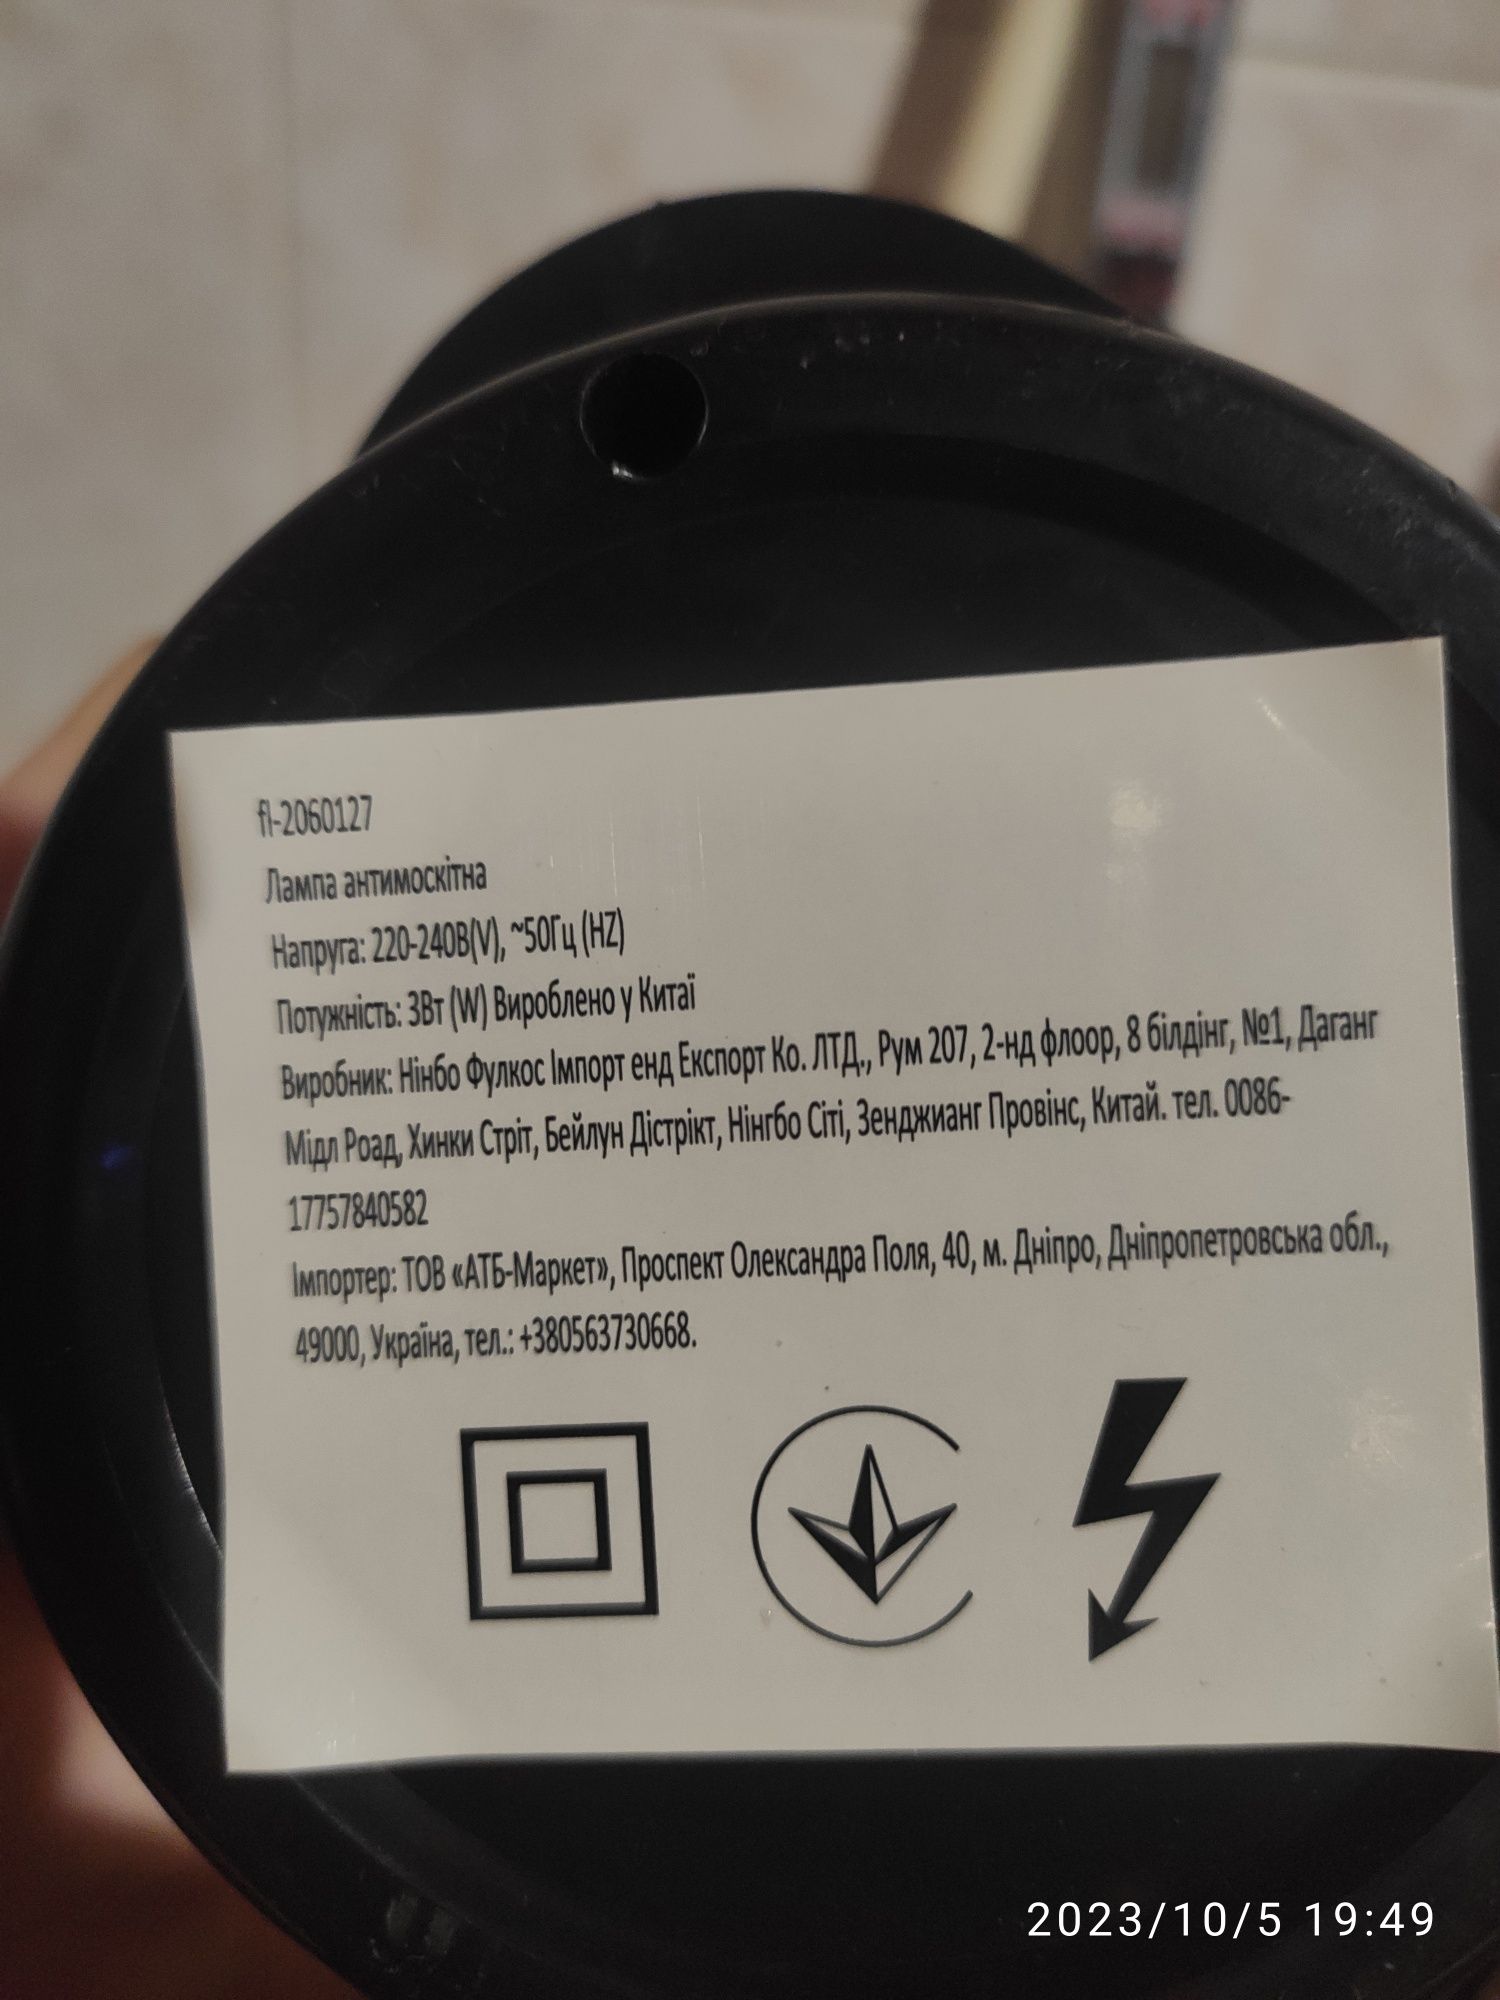 fl-2060127
Лампа антимоскітна
Напруга: 220-240В(V), ~50Гц (HZ)
Потужність: 3Вт (W) Вироблено у Китаї
Виробник: Нінбо Фулкос Імпорт енд Експорт Ко. ЛТД., Рум 207, 2-нд флоор, 8 білдінг, №1, Даганг
Мідл Роад, Хинки Стріт, Бейлун Дістрікт, Нінгбо Сіті, Зенджианг Провінс, Китай. тел. 0086-
17757840582
Імпортер: ТОВ «АТБ-Маркет», Проспект Олександра Поля, 40, м. Дніпро, Дніпропетровська обл.,
49000, Україна, тел.: +380563730668.
2023/10/5 19:49